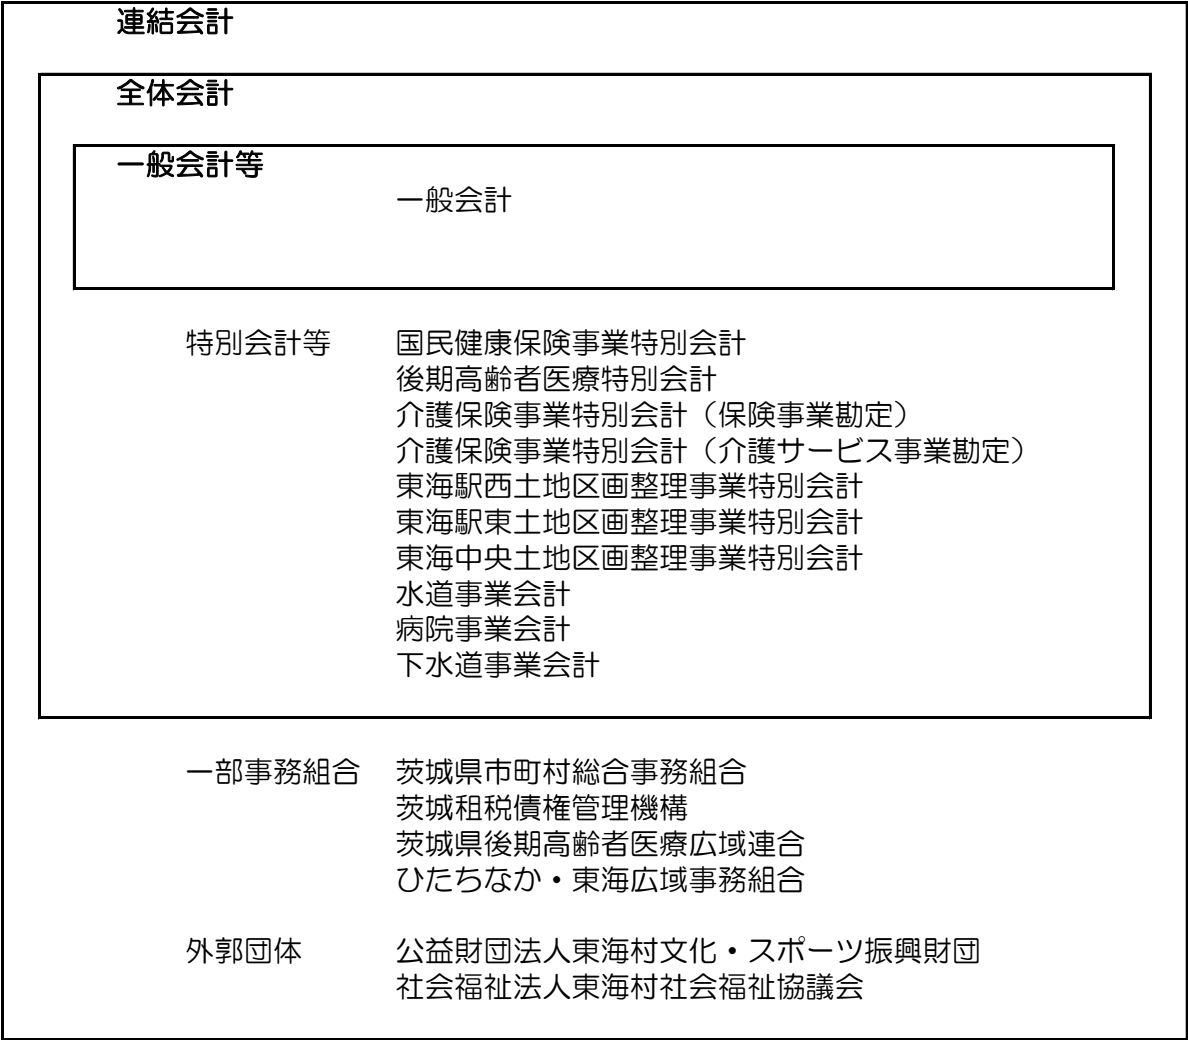 連結会計
全体会計
一般会計等
一般会計
特別会計等 国民健康保険事業特別会計
後期高齢者医療特別会計
介護保険事業特別会計（保険事業勘定）
介護保険事業特別会計（介護サービス事業勘定）
東海駅西土地区画整理事業特別会計
東海駅東土地区画整理事業特別会計
東海中央土地区画整理事業特別会計
水道事業会計
病院事業会計
下水道事業会計
一部事務組合 茨城県市町村総合事務組合
茨城租税債権管理機構
茨城県後期高齢者医療広域連合
ひたちなか・東海広域事務組合
外郭団体 公益財団法人東海村文化・スポーツ振興財団
社会福祉法人東海村社会福祉協議会